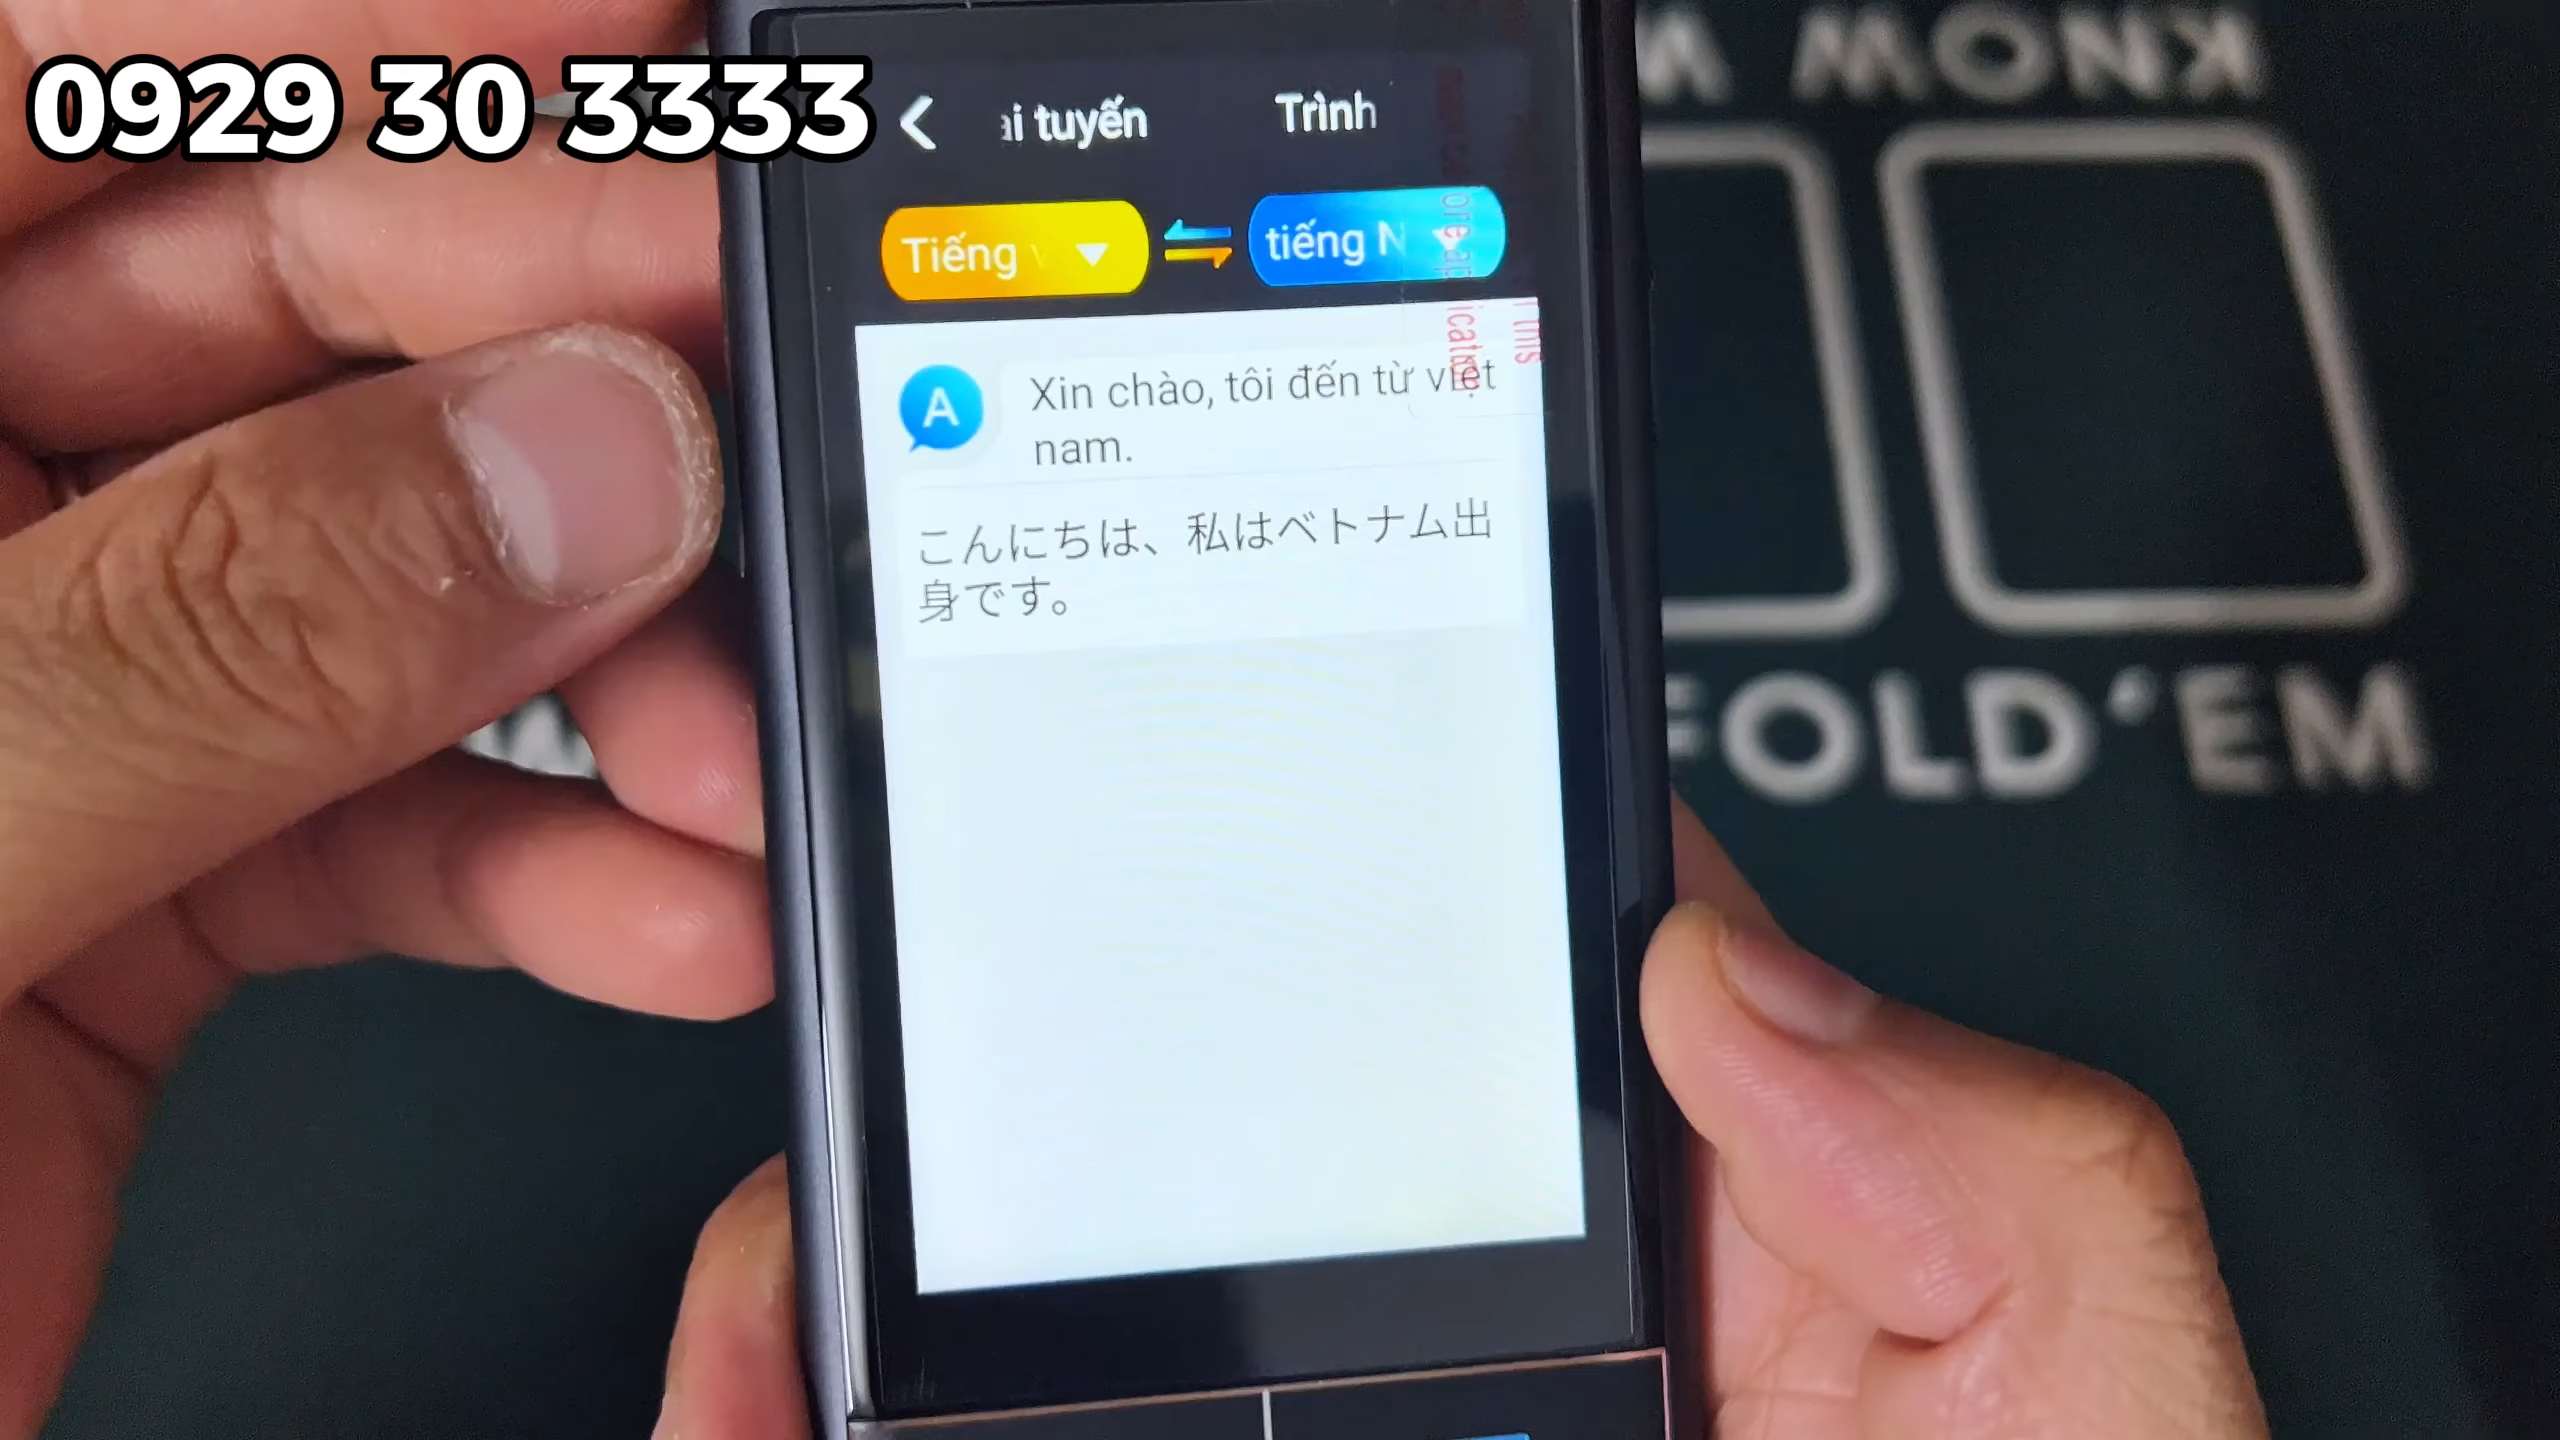 0929 30 3333
ai tuyến
Trình
Tiếng
tiếng N
A
Xin chào, tôi đến từ việt
nam.
こんにちは、私はベトナム出
身です。
KNOW
FOLD'EM